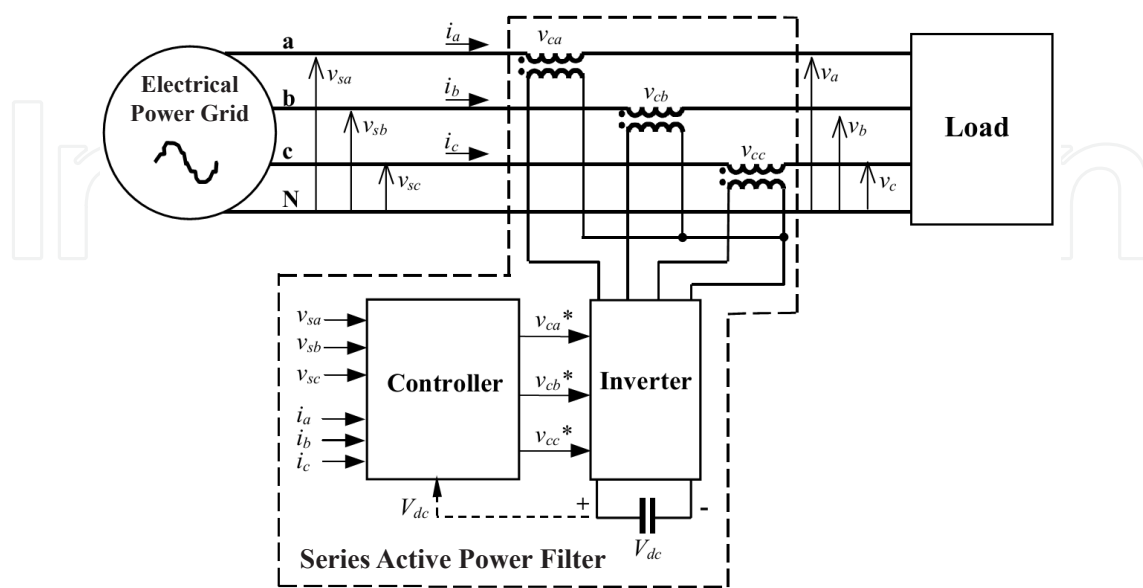 a
i_a
v_ca
Electrical
Power Grid
v_sa
v_a
b
i_b
v_cb
v_sb
v_b
Load
c
i_c
v_cc
v_sc
v_c
N
v_sa
v_sb
v_sc
i_a
i_b
i_c
Controller
v_ca*
v_cb*
v_cc*
Inverter
V_dc
+
-
V_dc
Series Active Power Filter